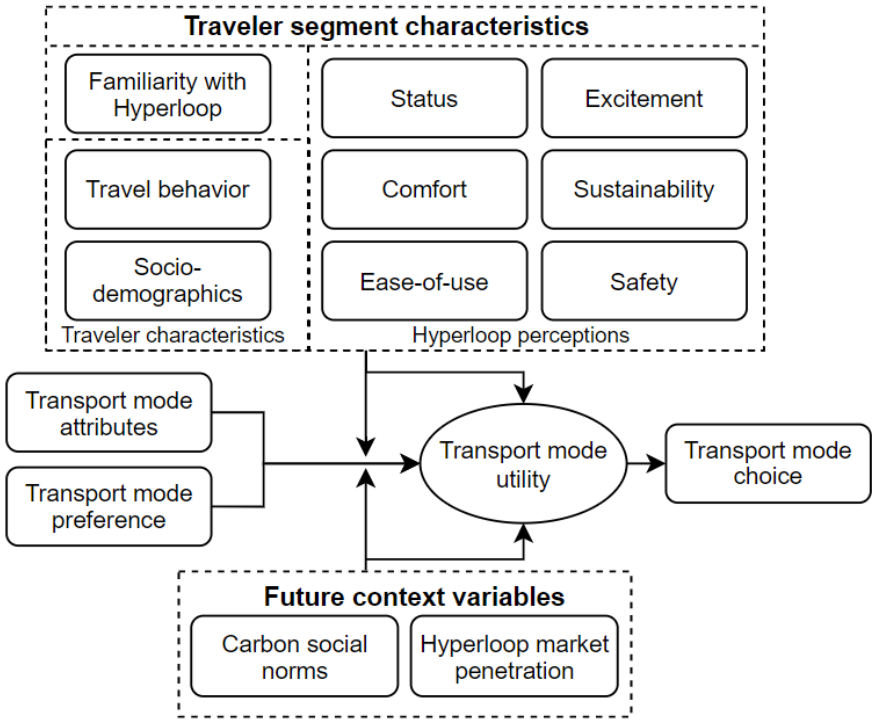 Traveler segment characteristics
Familiarity with
Hyperloop
Status
Excitement
Travel behavior
Comfort
Sustainability
Socio-
demographics
Ease-of-use
Safety
Traveler characteristics
Hyperloop perceptions
Transport mode
attributes
Transport mode
preference
Transport mode
utility
Transport mode
choice
Future context variables
Carbon social
norms
Hyperloop market
penetration